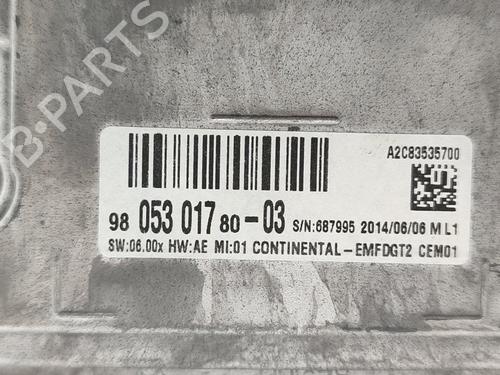 B-PARTS
A2C83535700
98 053 017 80-03 S/N:687995 2014/06/06 M L1
SW:06.00x HW:AE MI:01 CONTINENTAL-EMFDGT2 CEM01